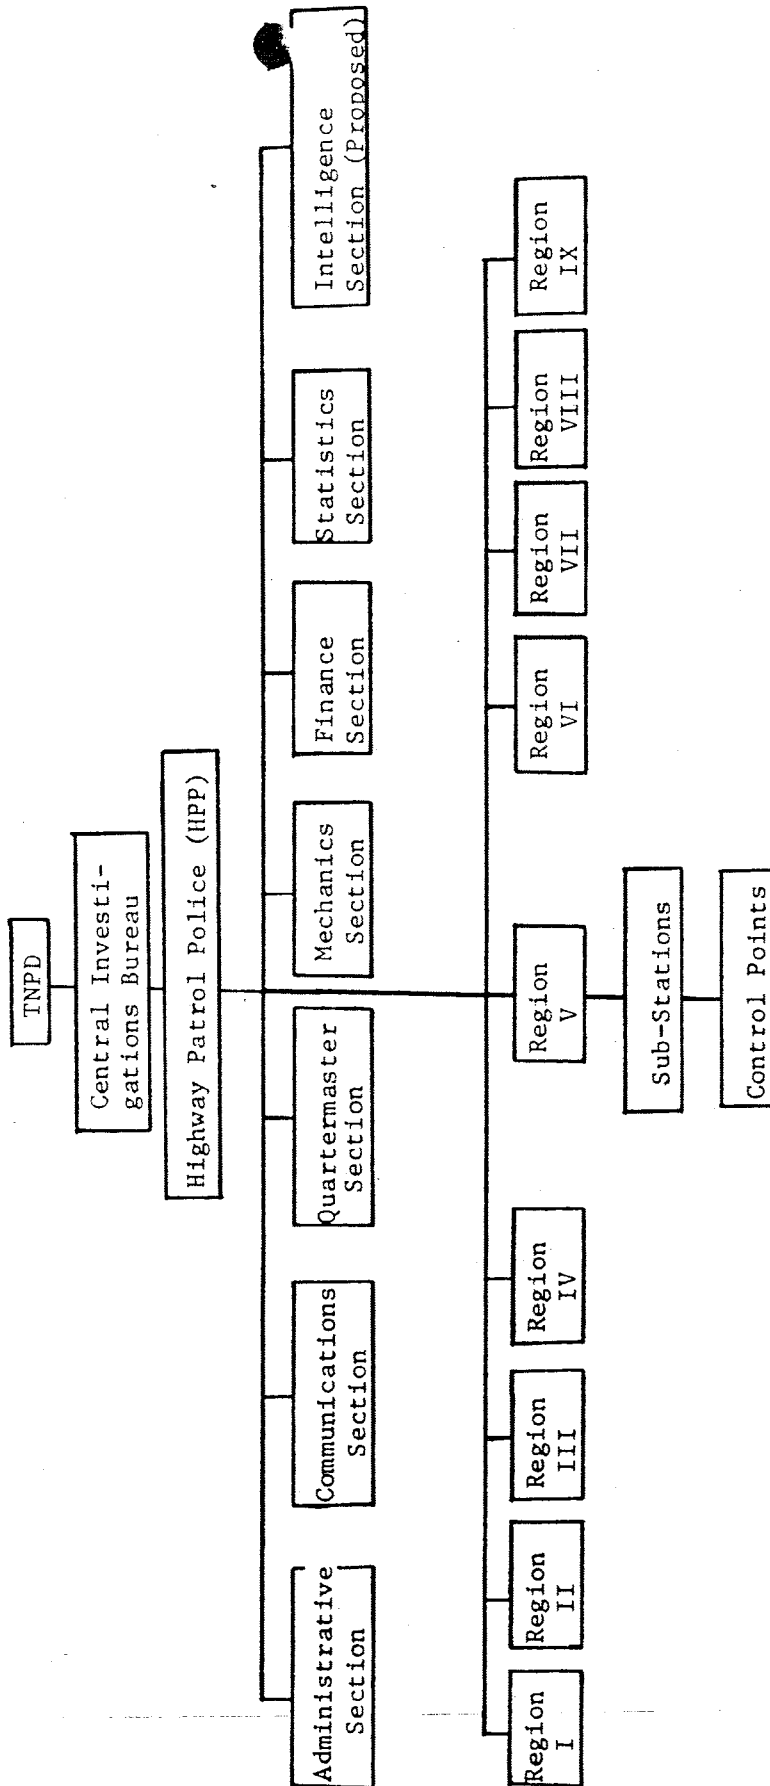 TNPD
Central Investi-
gations Bureau
Highway Patrol Police (HPP)
Administrative
Section
Communications
Section
Quartermaster
Section
Mechanics
Section
Finance
Section
Statistics
Section
Intelligence
Section (Proposed)
Region
I
Region
II
Region
III
Region
IV
Region
V
Region
VI
Region
VII
Region
VIII
Region
IX
Sub-Stations
Control Points